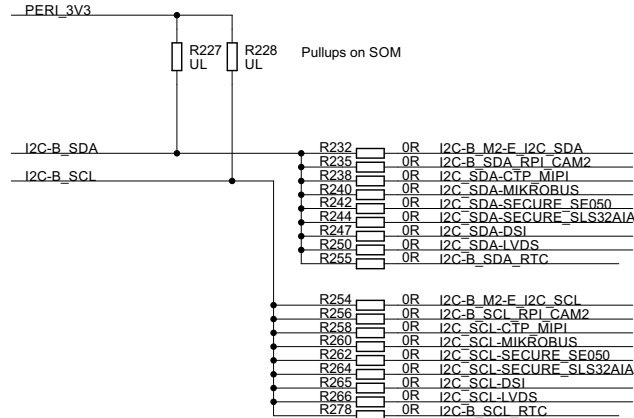 PERI_3V3
R227 R228 Pullups on SOM
UL UL
I2C-B_SDA
I2C-B_SCL
R232 0R I2C-B_M2-E_I2C_SDA
R235 0R I2C-B_SDA_RPI_CAM2
R238 0R I2C_SDA-CTP_MIPI
R240 0R I2C_SDA-MIKROBUS
R242 0R I2C_SDA-SECURE_SE050
R244 0R I2C_SDA-SECURE_SLS32AIA
R247 0R I2C_SDA-DSI
R250 0R I2C_SDA-LVDS
R255 0R I2C-B_SDA_RTC
R254 0R I2C-B_M2-E_I2C_SCL
R256 0R I2C-B_SCL_RPI_CAM2
R258 0R I2C_SCL-CTP_MIPI
R260 0R I2C_SCL-MIKROBUS
R262 0R I2C_SCL-SECURE_SE050
R264 0R I2C_SCL-SECURE_SLS32AIA
R265 0R I2C_SCL-DSI
R266 0R I2C_SCL-LVDS
R278 0R I2C-B_SCL_RTC